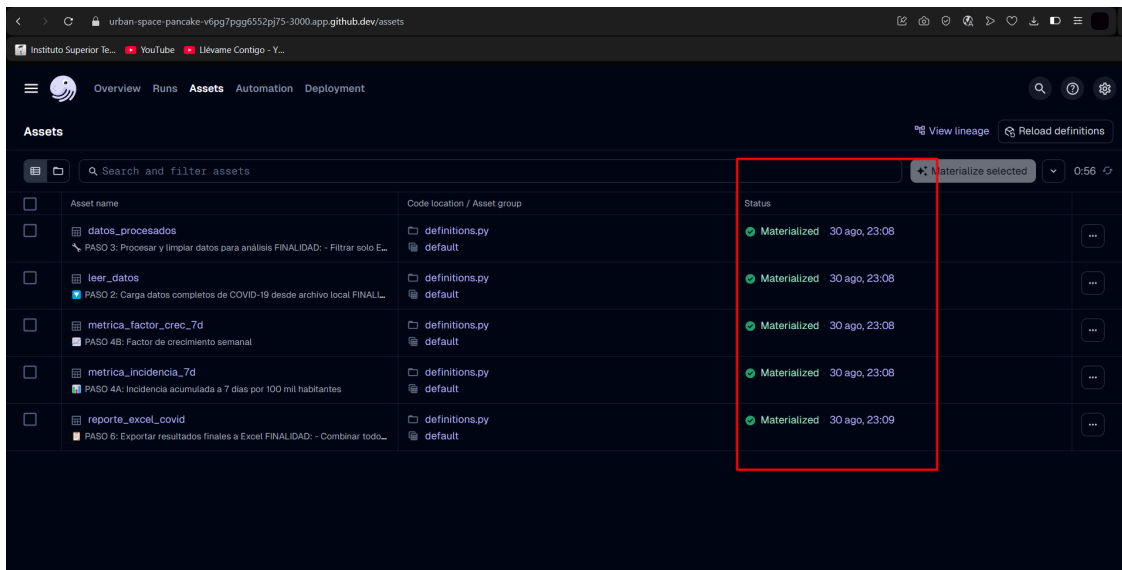 urban-space-pancake-v6pg7pgg6552pj75-3000.app.github.dev/assets
Instituto Superior Te... YouTube Llévame Contigo - Y...
Overview Runs Assets Automation Deployment
Assets View lineage Reload definitions
Search and filter assets Materialize selected 0:56
Asset name Code location / Asset group Status
datos_procesados definitions.py Materialized 30 ago, 23:08
PASO 3: Procesar y limpiar datos para análisis FINALIDAD: - Filtrar solo E... default
leer_datos definitions.py Materialized 30 ago, 23:08
PASO 2: Carga datos completos de COVID-19 desde archivo local FINALI... default
metrica_factor_crec_7d definitions.py Materialized 30 ago, 23:08
PASO 4B: Factor de crecimiento semanal default
metrica_incidencia_7d definitions.py Materialized 30 ago, 23:08
PASO 4A: Incidencia acumulada a 7 días por 100 mil habitantes default
reporte_excel_covid definitions.py Materialized 30 ago, 23:09
PASO 6: Exportar resultados finales a Excel FINALIDAD: - Combinar todo... default